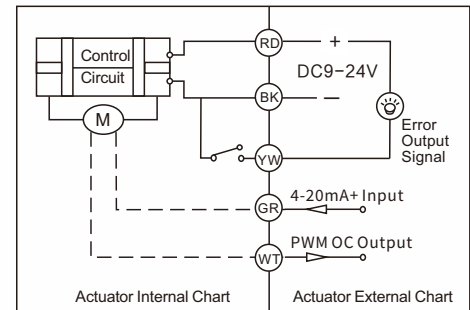 Control
Circuit
M
RD
+
DC9-24V
BK
—
Error
Output
Signal
YW
GR
4-20mA+ Input
WT
PWM OC Output
Actuator Internal Chart
Actuator External Chart